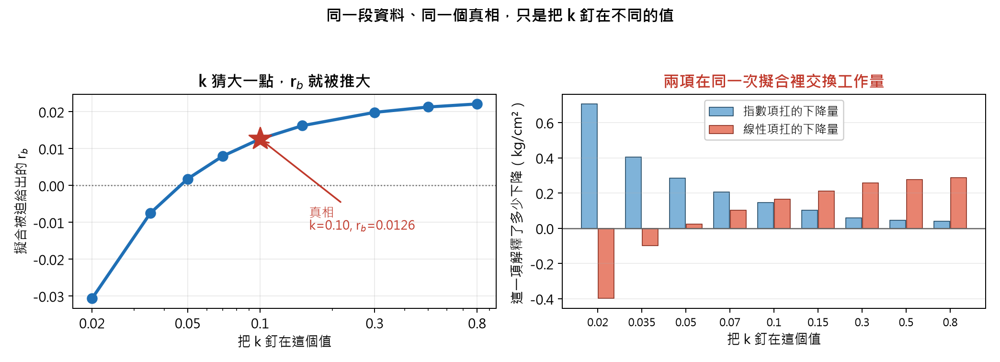 同一段資料、同一個真相，只是把 k 釘在不同的值
k 猜大一點，r_b 就被推大
擬合被迫給出的 r_b
0.02
0.01
0.00
-0.01
-0.02
-0.03
真相
k=0.10, r_b=0.0126
0.02 0.05 0.1 0.3 0.8
把 k 釘在這個值
兩項在同一次擬合裡交換工作量
這一項解釋了多少下降（kg/cm²）
指數項扛的下降量
線性項扛的下降量
0.6
0.4
0.2
0.0
-0.2
-0.4
0.02 0.035 0.05 0.07 0.1 0.15 0.3 0.5 0.8
把 k 釘在這個值